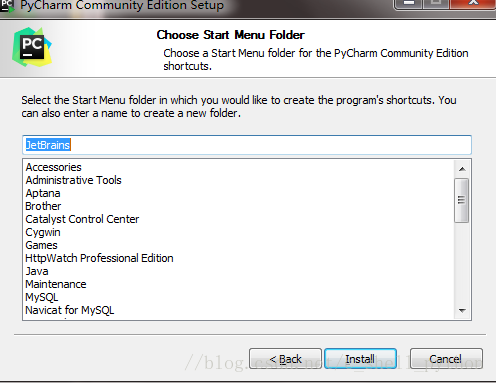 PyCharm Community Edition Setup
PC
Choose Start Menu Folder
Choose a Start Menu folder for the PyCharm Community Edition
shortcuts.
Select the Start Menu folder in which you would like to create the program's shortcuts. You
can also enter a name to create a new folder.
JetBrains
Accessories
Administrative Tools
Aptana
Brother
Catalyst Control Center
Cygwin
Games
HttpWatch Professional Edition
Java
Maintenance
MySQL
Navicat for MySQL
< Back Install Cancel